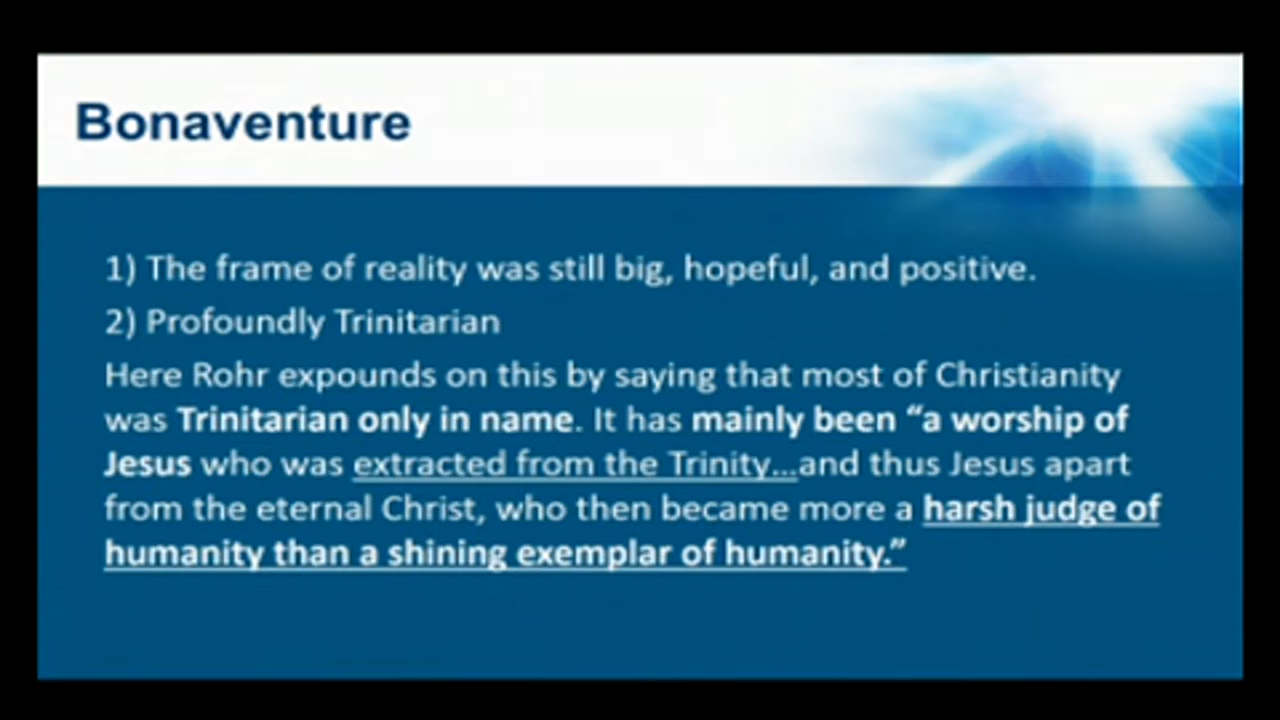 Bonaventure
1) The frame of reality was still big, hopeful, and positive.
2) Profoundly Trinitarian
Here Rohr expounds on this by saying that most of Christianity
was Trinitarian only in name. It has mainly been “a worship of
Jesus who was extracted from the Trinity...and thus Jesus apart
from the eternal Christ, who then became more a harsh judge of
humanity than a shining exemplar of humanity.”